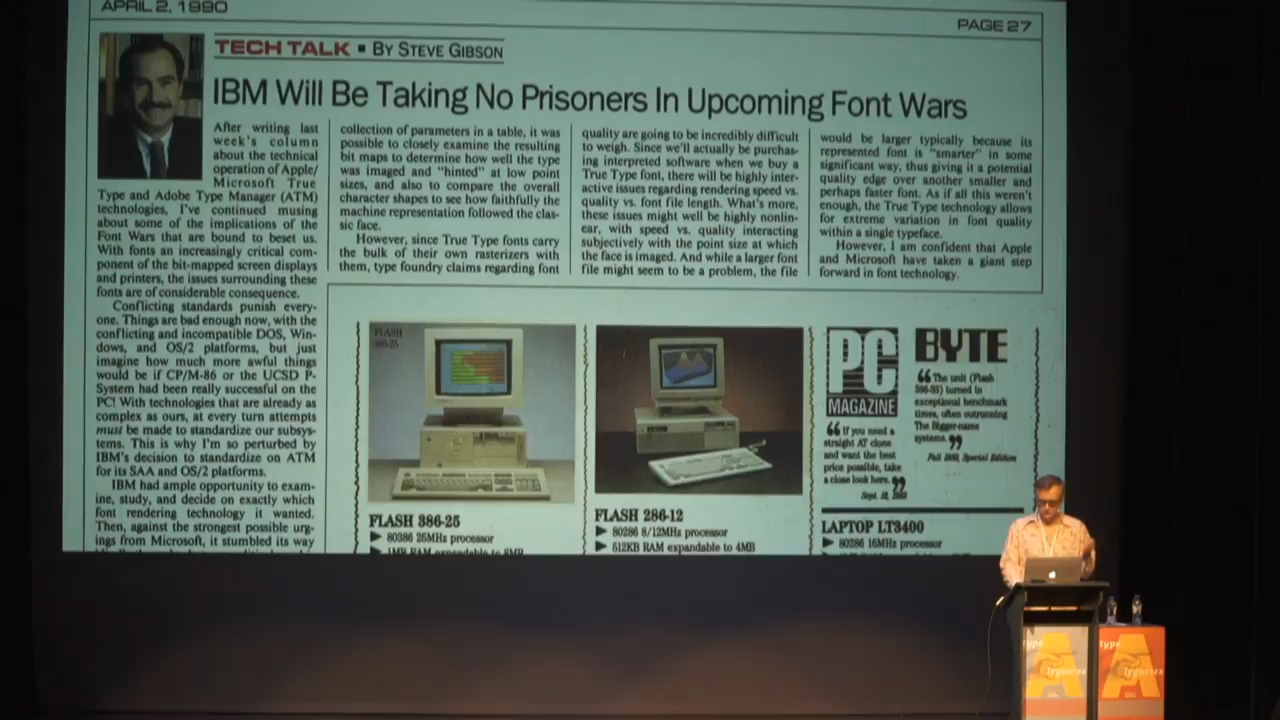 APRIL 2, 1990
PAGE 27
TECH TALK ■ BY STEVE GIBSON
IBM Will Be Taking No Prisoners In Upcoming Font Wars
After writing last
week's column
about the technical
operation of Apple/
Microsoft True
Type and Adobe Type Manager (ATM)
technologies, I've continued musing
about some of the implications of the
Font Wars that are bound to beset us.
With fonts an increasingly critical com-
ponent of the bit-mapped screen displays
and printers, the issues surrounding these
fonts are of considerable consequence.
Conflicting standards punish every-
one. Things are bad enough now, with the
conflicting and incompatible DOS, Win-
dows, and OS/2 platforms, but just
imagine how much more awful things
would be if CP/M-86 or the UCSD P-
System had been really successful on the
PC! With technologies that are already as
complex as ours, at every turn attempts
must be made to standardize our subsys-
tems. This is why I'm so perturbed by
IBM's decision to standardize on ATM
for its SAA and OS/2 platforms.
IBM had ample opportunity to exam-
ine, study, and decide on exactly which
font rendering technology it wanted.
Then, against the strongest possible urg-
ings from Microsoft, it stumbled its way
collection of parameters in a table, it was
possible to closely examine the resulting
bit maps to determine how well the type
was imaged and "hinted" at low point
sizes, and also to compare the overall
character shapes to see how faithfully the
machine representation followed the clas-
sic face.
However, since True Type fonts carry
the bulk of their own rasterizers with
them, type foundry claims regarding font
quality are going to be incredibly difficult
to weigh. Since we'll actually be purchas-
ing interpreted software when we buy a
True Type font, there will be highly inter-
active issues regarding rendering speed vs.
quality vs. font file length. What's more,
these issues might well be highly nonlin-
ear, with speed vs. quality interacting
subjectively with the point size at which
the face is imaged. And while a larger font
file might seem to be a problem, the file
would be larger typically because its
represented font is "smarter" in some
significant way, thus giving it a potential
quality edge over another smaller and
perhaps faster font. As if all this weren't
enough, the True Type technology allows
for extreme variation in font quality
within a single typeface.
However, I am confident that Apple
and Microsoft have taken a giant step
forward in font technology.
FLASH
386-25
FLASH 386-25
▶ 80386 25MHz processor
▶ 1MB RAM expandable to 8MB
FLASH 286-12
▶ 80286 8/12MHz processor
▶ 512KB RAM expandable to 4MB
PC
MAGAZINE
“If you need a
straight AT clone
and want the best
price possible, take
a close look here.”
Sept. 12,
BYTE
“The unit (Flash
turned in
exceptional benchmark
times, often outrunning
The Bigger-name
systems.”
Fall Special Edition
LAPTOP LT3400
▶ 80286 16MHz processor
type
A
legacies
type
A
legacies